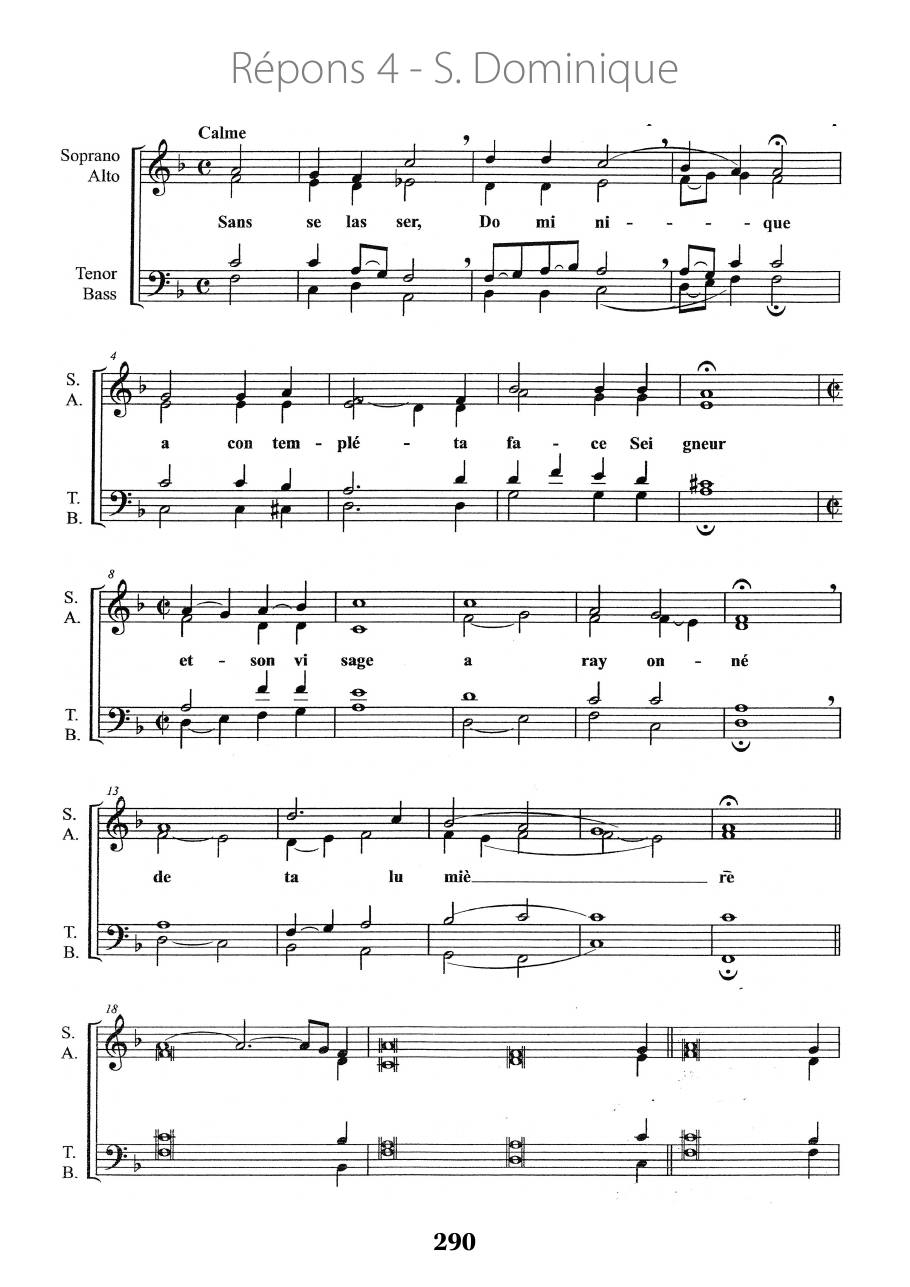 Répons 4 - S. Dominique
Calme
Soprano
Alto
Sans se las ser, Do mi ni - - - que
Tenor
Bass
4
S.
A.
a con tem - plé - ta fa - ce Sei gneur
T.
B.
8
S.
A.
et - son vi sage a ray on - né
T.
B.
13
S.
A.
de ta lu miè____ re
T.
B.
18
S.
A.
T.
B.
290